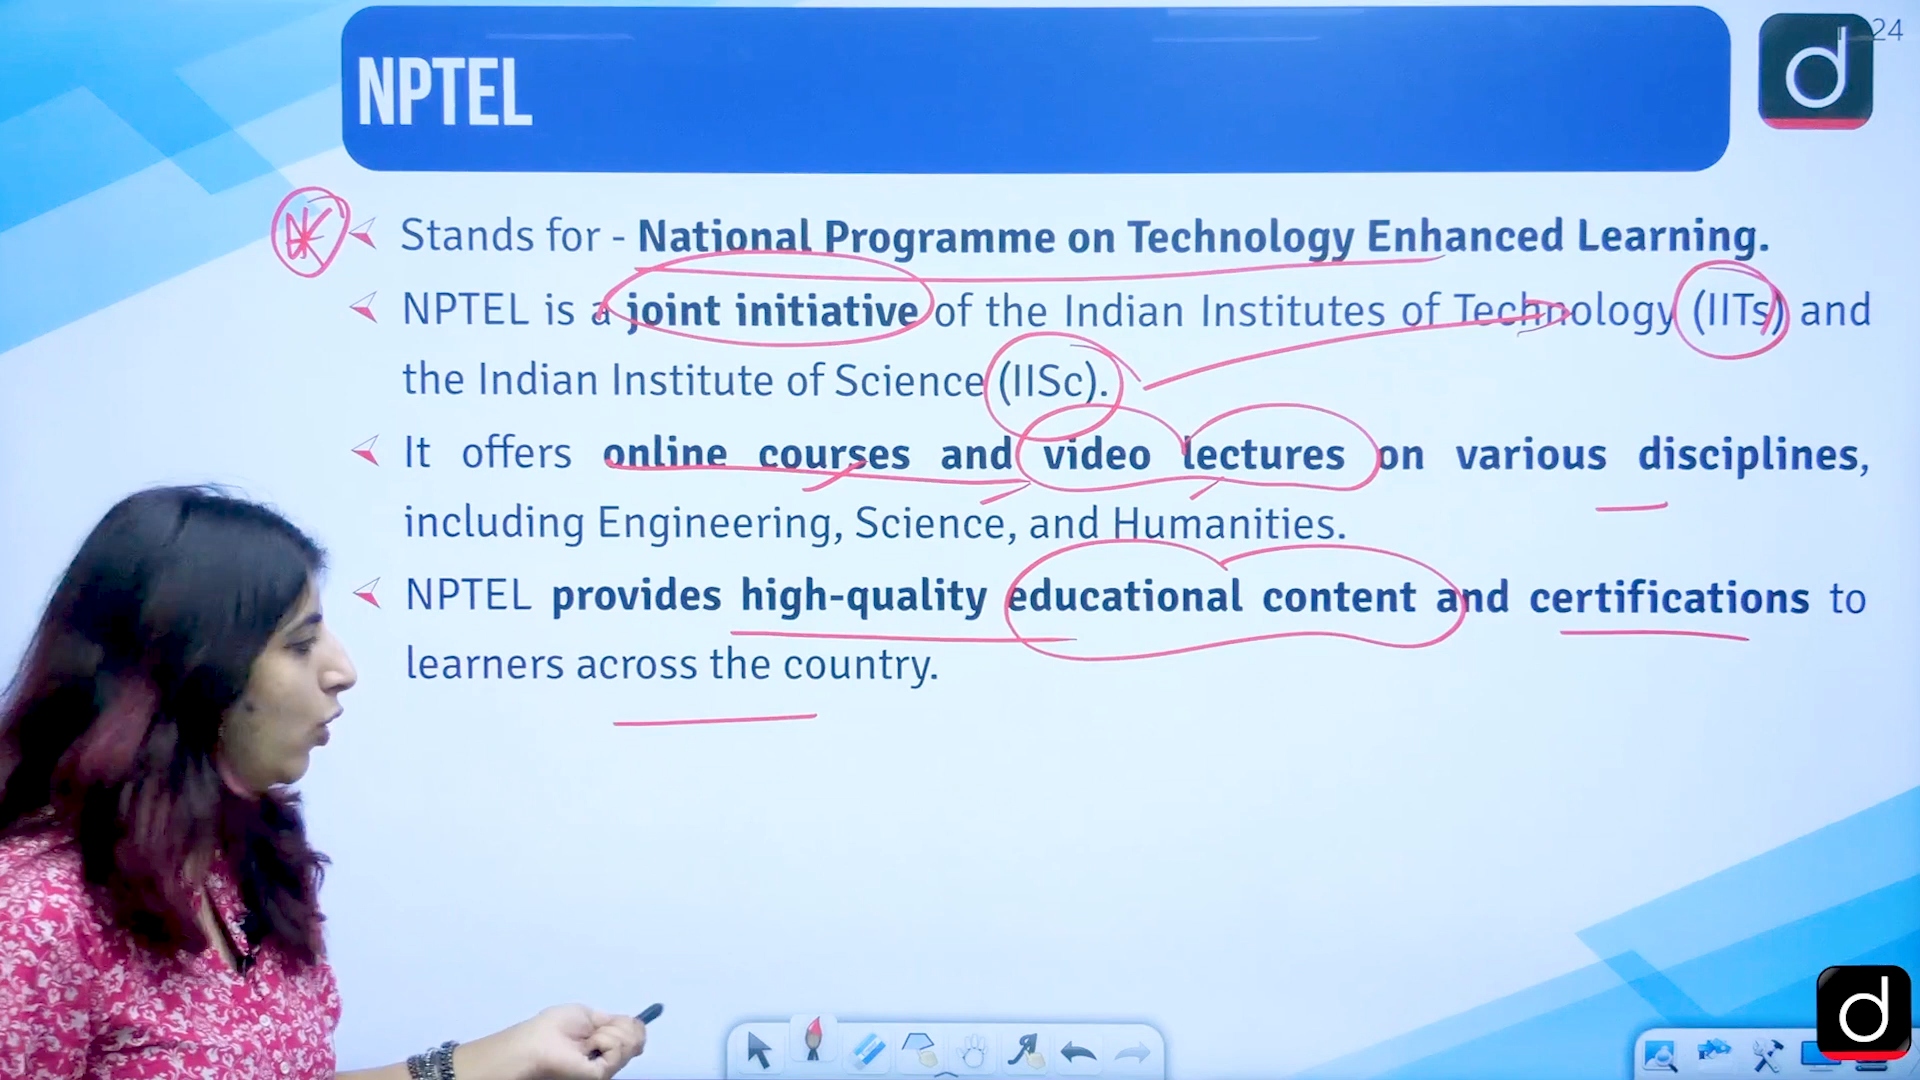 24
NPTEL
Stands for - National Programme on Technology Enhanced Learning.
NPTEL is a joint initiative of the Indian Institutes of Technology (IITs) and
the Indian Institute of Science (IISc).
It offers online courses and video lectures on various disciplines,
including Engineering, Science, and Humanities.
NPTEL provides high-quality educational content and certifications to
learners across the country.
d
d